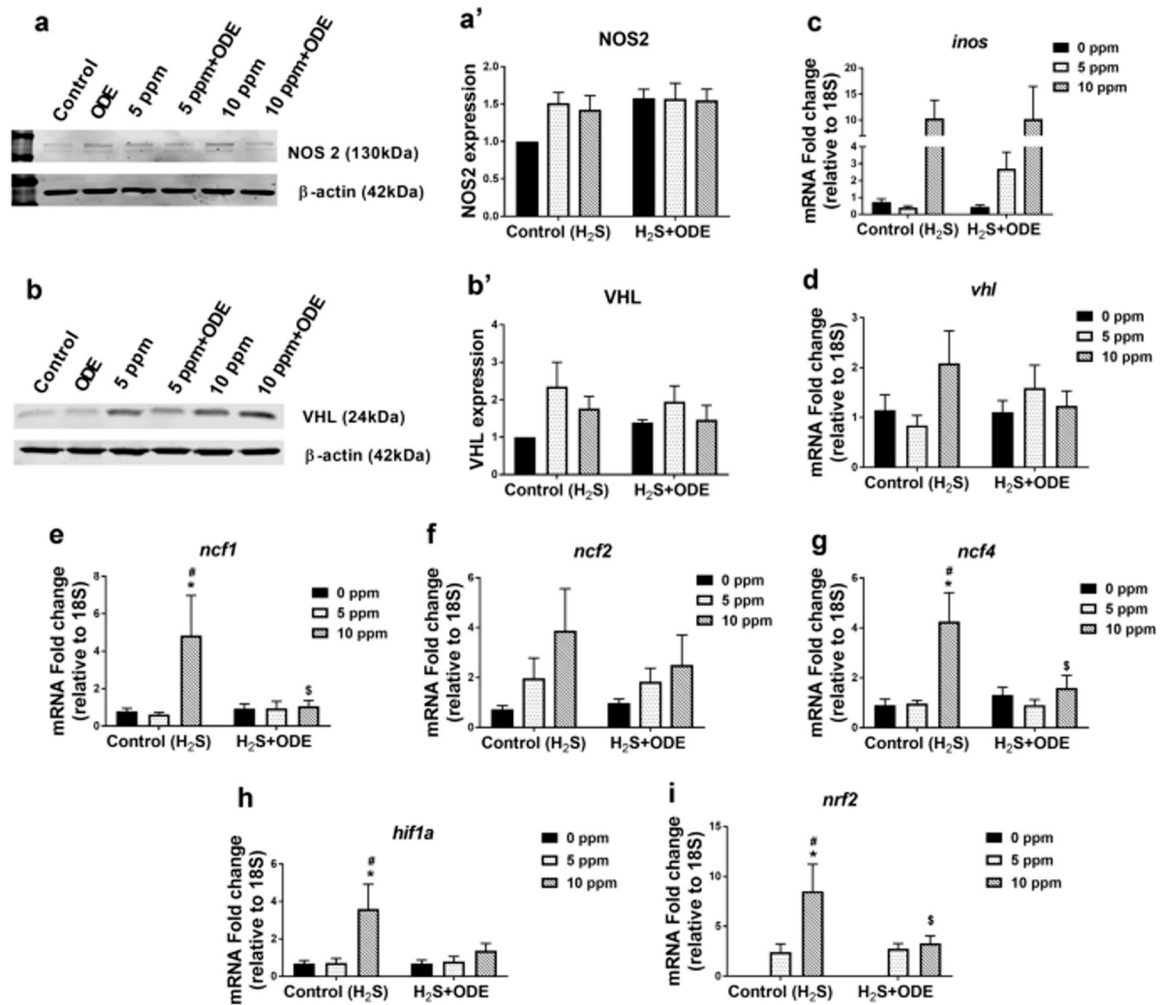 a
Control
ODE
5 ppm
5 ppm+ODE
10 ppm
10 ppm+ODE
NOS 2 (130kDa)
β-actin (42kDa)
a’
NOS2
NOS2 expression
2.0
1.5
1.0
0.5
0.0
Control (H₂S)
H₂S+ODE
c
inos
mRNA Fold change
(relative to 18S)
20
15
10
5
4
3
2
1
0
Control (H₂S)
H₂S+ODE
0 ppm
5 ppm
10 ppm
b
Control
ODE
5 ppm
5 ppm+ODE
10 ppm
10 ppm+ODE
VHL (24kDa)
β-actin (42kDa)
b’
VHL
VHL expression
4
3
2
1
0
Control (H₂S)
H₂S+ODE
d
vhl
mRNA Fold change
(relative to 18S)
3
2
1
0
Control (H₂S)
H₂S+ODE
0 ppm
5 ppm
10 ppm
e
ncf1
mRNA Fold change
(relative to 18S)
8
6
4
2
0
#
*
$
Control (H₂S)
H₂S+ODE
0 ppm
5 ppm
10 ppm
f
ncf2
mRNA Fold change
(relative to 18S)
6
4
2
0
Control (H₂S)
H₂S+ODE
0 ppm
5 ppm
10 ppm
g
ncf4
mRNA Fold change
(relative to 18S)
6
4
2
0
#
*
$
Control (H₂S)
H₂S+ODE
0 ppm
5 ppm
10 ppm
h
hif1a
mRNA Fold change
(relative to 18S)
6
4
2
0
#
*
Control (H₂S)
H₂S+ODE
0 ppm
5 ppm
10 ppm
i
nrf2
mRNA Fold change
(relative to 18S)
15
10
5
0
#
*
$
Control (H₂S)
H₂S+ODE
0 ppm
5 ppm
10 ppm